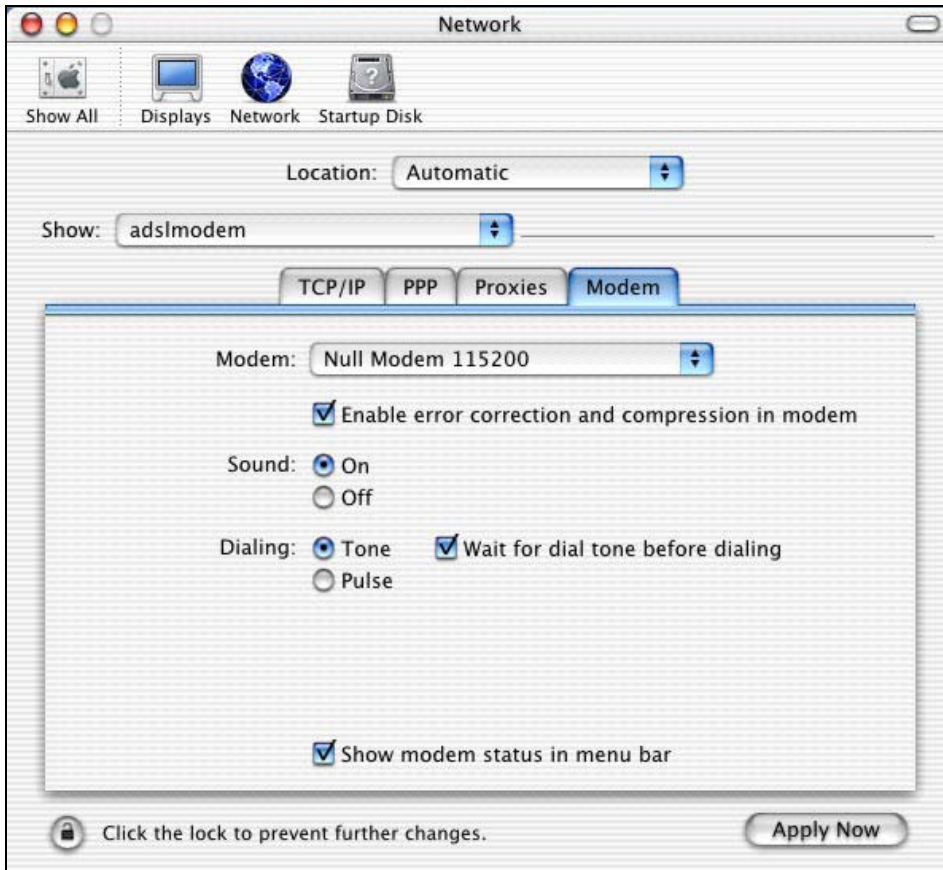 Network
Show All Displays Network Startup Disk
Location: Automatic
Show: adslmodem
TCP/IP PPP Proxies Modem
Modem: Null Modem 115200
Enable error correction and compression in modem
Sound: On
Off
Dialing: Tone Wait for dial tone before dialing
Pulse
Show modem status in menu bar
Click the lock to prevent further changes. Apply Now